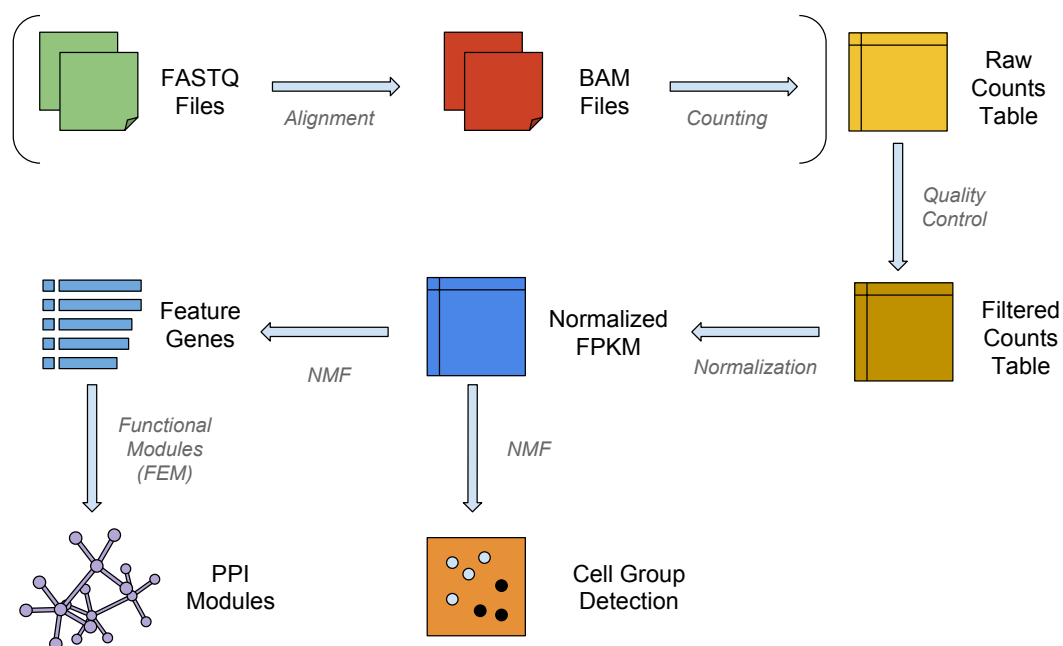 FASTQ
Files
Alignment
BAM
Files
Counting
Raw
Counts
Table
Quality
Control
Feature
Genes
NMF
Normalized
FPKM
Normalization
Filtered
Counts
Table
Functional
Modules
(FEM)
NMF
PPI
Modules
Cell Group
Detection